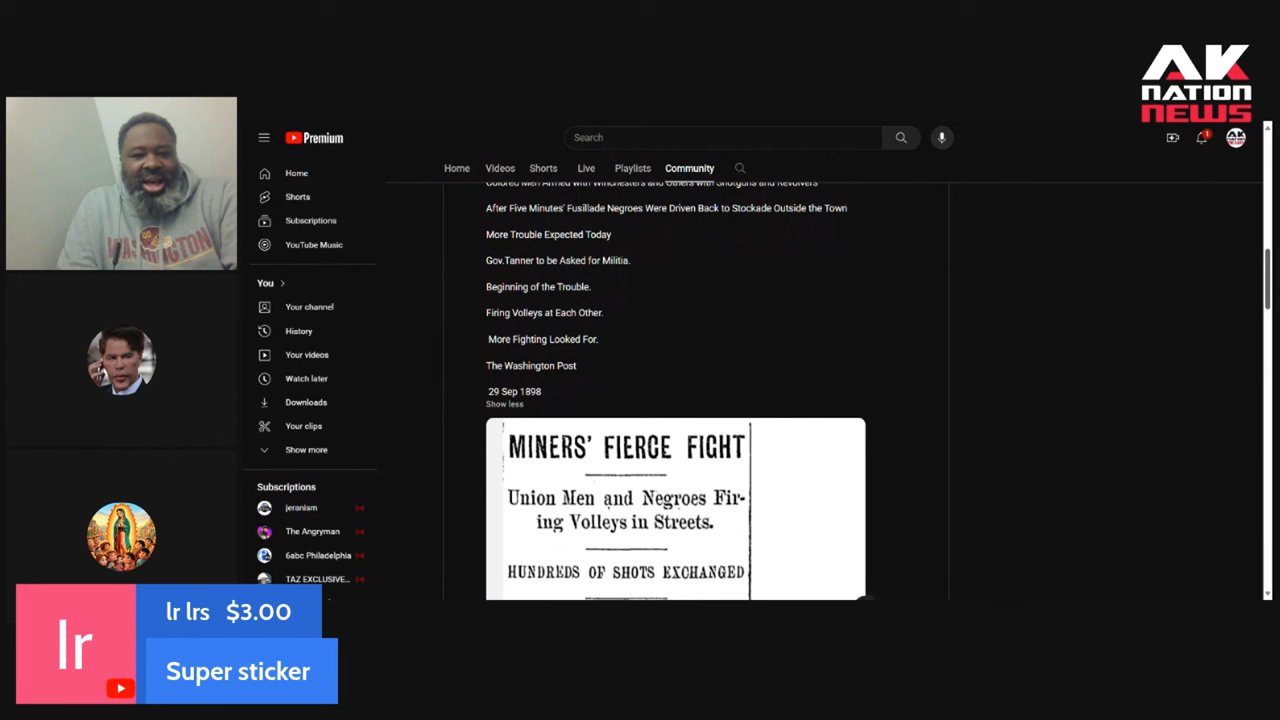 AK
NATION
NEWS
Premium
Search
1
Home
Videos
Shorts
Live
Playlists
Community
Home
Shorts
Subscriptions
YouTube Music
You
Your channel
History
Your videos
Watch later
Downloads
Your clips
Show more
Subscriptions
jeranism
The Angryman
6abc Philadelphia
TAZ EXCLUSIVE...
WASHINGTON
Colored Men Armed with Winchesters and Others with Shotguns and Revolvers
After Five Minutes' Fusillade Negroes Were Driven Back to Stockade Outside the Town
More Trouble Expected Today
Gov.Tanner to be Asked for Militia.
Beginning of the Trouble.
Firing Volleys at Each Other.
More Fighting Looked For.
The Washington Post
29 Sep 1898
Show less
MINERS' FIERCE FIGHT
Union Men and Negroes Fir-
ing Volleys in Streets.
HUNDREDS OF SHOTS EXCHANGED
lr
lr lrs $3.00
Super sticker